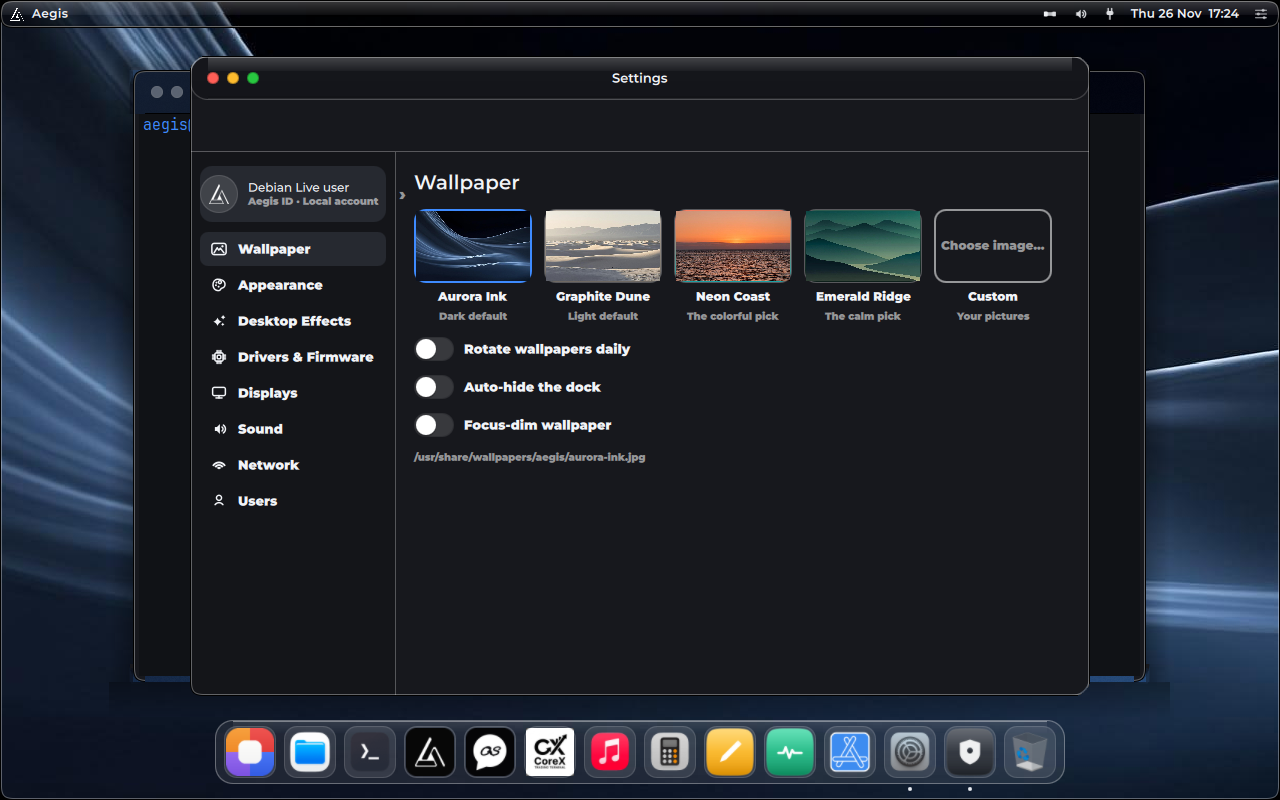 Aegis
Thu 26 Nov 17:24
Settings
aegis
Debian Live user
Aegis ID • Local account
Wallpaper
Appearance
Desktop Effects
Drivers & Firmware
Displays
Sound
Network
Users
Wallpaper
Choose image...
Aurora Ink
Graphite Dune
Neon Coast
Emerald Ridge
Custom
Dark default
Light default
The colorful pick
The calm pick
Your pictures
Rotate wallpapers daily
Auto-hide the dock
Focus-dim wallpaper
/usr/share/wallpapers/aegis/aurora-ink.jpg
as
CX
CoreX